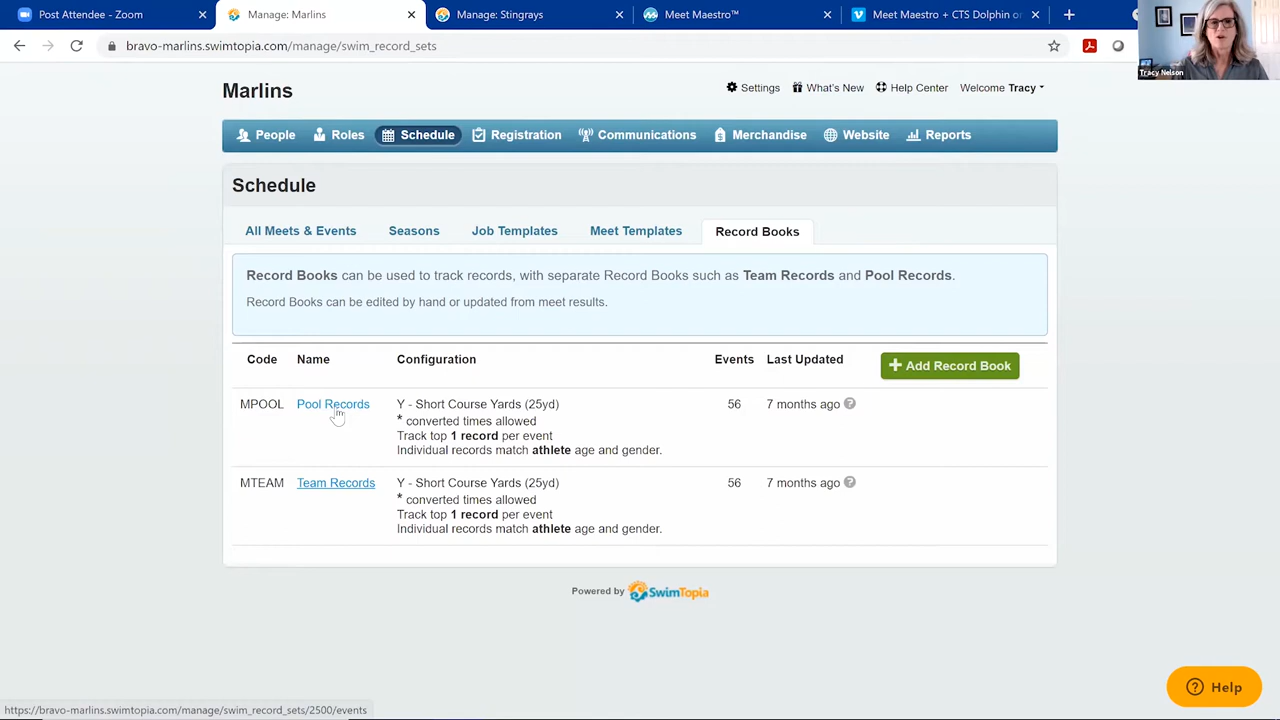 Post Attendee - Zoom
Manage: Marlins
Manage: Stingrays
Meet Maestro™
Meet Maestro + CTS Dolphin or
bravo-marlins.swimtopia.com/manage/swim_record_sets
Tracy Nelson
Marlins
Settings What's New Help Center Welcome Tracy
People Roles Schedule Registration Communications Merchandise Website Reports
Schedule
All Meets & Events Seasons Job Templates Meet Templates Record Books
Record Books can be used to track records, with separate Record Books such as Team Records and Pool Records.
Record Books can be edited by hand or updated from meet results.
Code Name Configuration Events Last Updated + Add Record Book
MPOOL Pool Records Y - Short Course Yards (25yd) 56 7 months ago ?
* converted times allowed
Track top 1 record per event
Individual records match athlete age and gender.
MTEAM Team Records Y - Short Course Yards (25yd) 56 7 months ago ?
* converted times allowed
Track top 1 record per event
Individual records match athlete age and gender.
Powered by SwimTopia
? Help
https://bravo-marlins.swimtopia.com/manage/swim_record_sets/2500/events